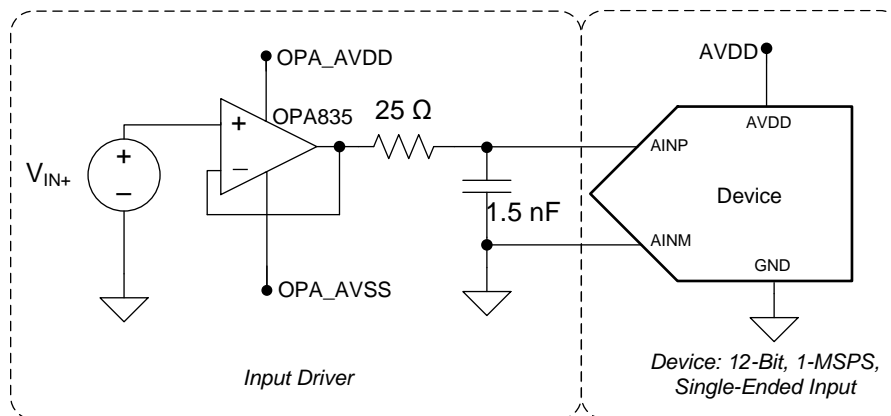 OPA_AVDD
AVDD
OPA835
25 Ω
+
−
AVDD
AINP
VIN+
+
−
Device
1.5 nF
AINM
GND
OPA_AVSS
Input Driver
Device: 12-Bit, 1-MSPS,
Single-Ended Input